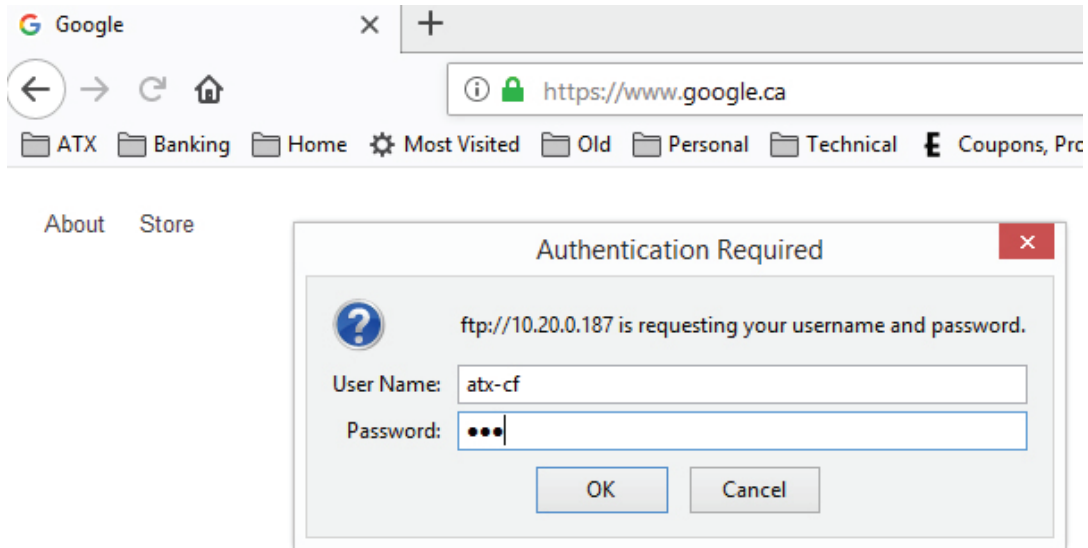 Google
https://www.google.ca
ATX Banking Home Most Visited Old Personal Technical Coupons, Pro
About Store
Authentication Required
ftp://10.20.0.187 is requesting your username and password.
User Name: atx-cf
Password: •••
OK Cancel